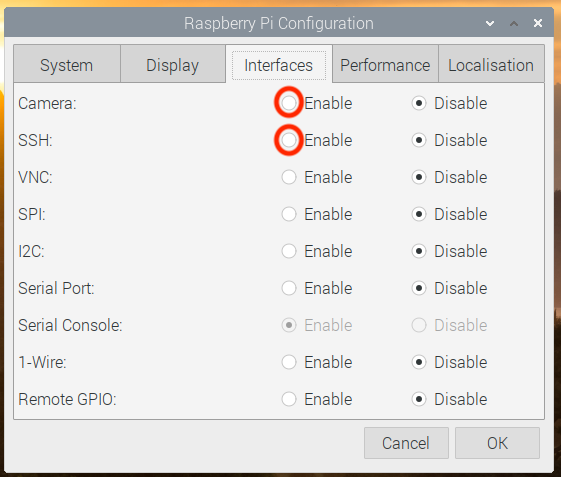 Raspberry Pi Configuration
System Display Interfaces Performance Localisation
Camera: Enable Disable
SSH: Enable Disable
VNC: Enable Disable
SPI: Enable Disable
I2C: Enable Disable
Serial Port: Enable Disable
Serial Console: Enable Disable
1-Wire: Enable Disable
Remote GPIO: Enable Disable
Cancel OK